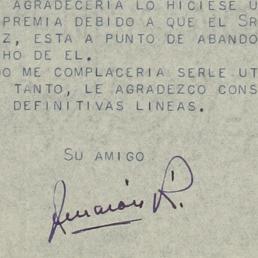 AGRADECERIA LO HICIESE U
PREMIA DEBIDO A QUE EL SR
Z, ESTA A PUNTO DE ABANDO
HO DE EL.
O ME COMPLACERIA SERLE UT
TANTO, LE AGRADEZCO CONS
DEFINITIVAS LINEAS.
SU AMIGO